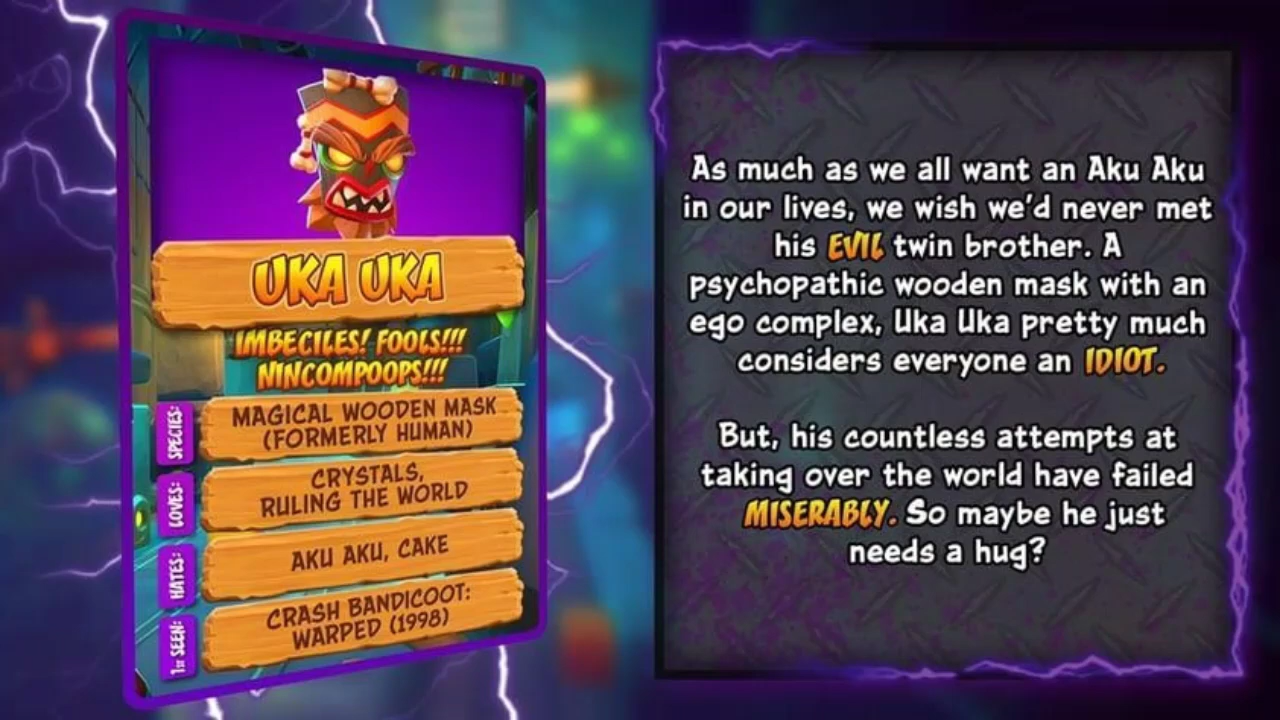 UKA UKA
IMBECILES! FOOLS!!!
NINCOMPOOPS!!!
SPECIES:
MAGICAL WOODEN MASK
(FORMERLY HUMAN)
LOVES:
CRYSTALS,
RULING THE WORLD
HATES:
AKU AKU, CAKE
1ST SEEN:
CRASH BANDICOOT:
WARPED (1998)
As much as we all want an Aku Aku
in our lives, we wish we'd never met
his EVIL twin brother. A
psychopathic wooden mask with an
ego complex, Uka Uka pretty much
considers everyone an IDIOT.
But, his countless attempts at
taking over the world have failed
MISERABLY. So maybe he just
needs a hug?